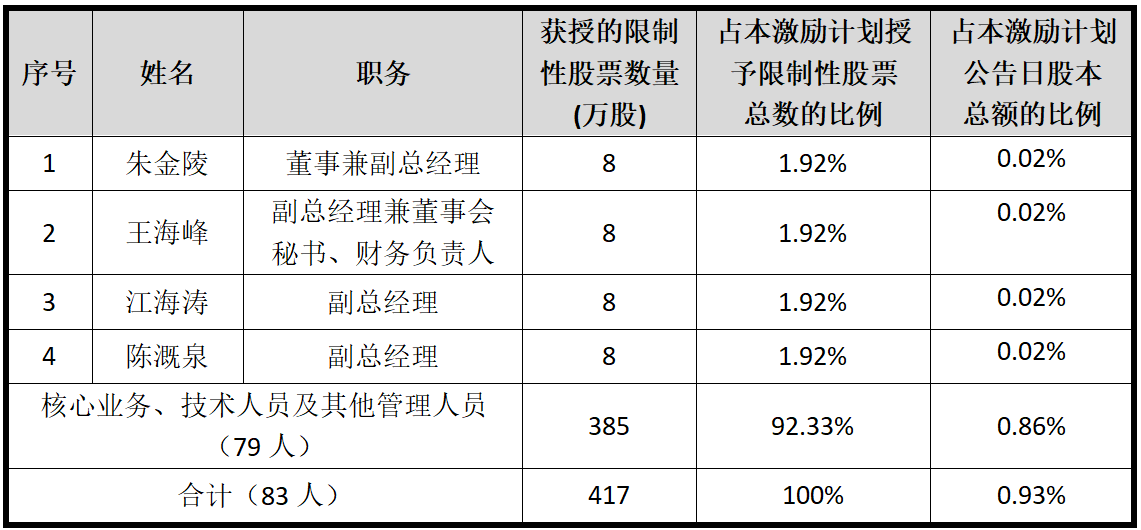 序号
姓名
职务
获授的限制
性股票数量
(万股)
占本激励计划授
予限制性股票
总数的比例
占本激励计划
公告日股本
总额的比例
1
朱金陵
董事兼副总经理
8
1.92%
0.02%
2
王海峰
副总经理兼董事会
秘书、财务负责人
8
1.92%
0.02%
3
江海涛
副总经理
8
1.92%
0.02%
4
陈溉泉
副总经理
8
1.92%
0.02%
核心业务、技术人员及其他管理人员
（79 人）
385
92.33%
0.86%
合计（83 人）
417
100%
0.93%